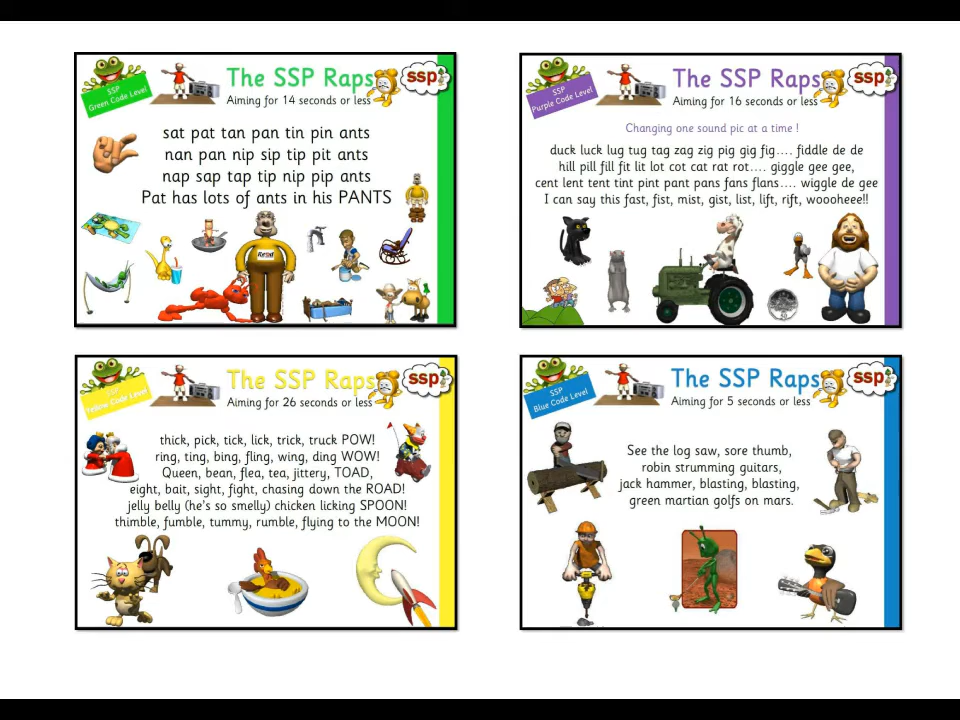 SSP
Green Code Level
The SSP Raps
ssp
Aiming for 14 seconds or less
sat pat tan pan tin pin ants
nan pan nip sip tip pit ants
nap sap tap tip nip pip ants
Pat has lots of ants in his PANTS
SSP
Purple Code Level
The SSP Raps
ssp
Aiming for 16 seconds or less
Changing one sound pic at a time !
duck luck lug tug tag zag zig pig gig fig.... fiddle de de
hill pill fill fit lit lot cot cat rat rot.... giggle gee gee,
cent lent tent tint pint pant pans fans flans.... wiggle de gee
I can say this fast, fist, mist, gist, list, lift, rift, woooheee!!
SSP
Yellow Code Level
The SSP Raps
ssp
Aiming for 26 seconds or less
thick, pick, tick, lick, trick, truck POW!
ring, ting, bing, fling, wing, ding WOW!
Queen, bean, flea, tea, jittery, TOAD,
eight, bait, sight, fight, chasing down the ROAD!
jelly belly (he's so smelly) chicken licking SPOON!
thimble, fumble, tummy, rumble, flying to the MOON!
SSP
Blue Code Level
The SSP Raps
ssp
Aiming for 5 seconds or less
See the log saw, sore thumb,
robin strumming guitars,
jack hammer, blasting, blasting,
green martian golfs on mars.